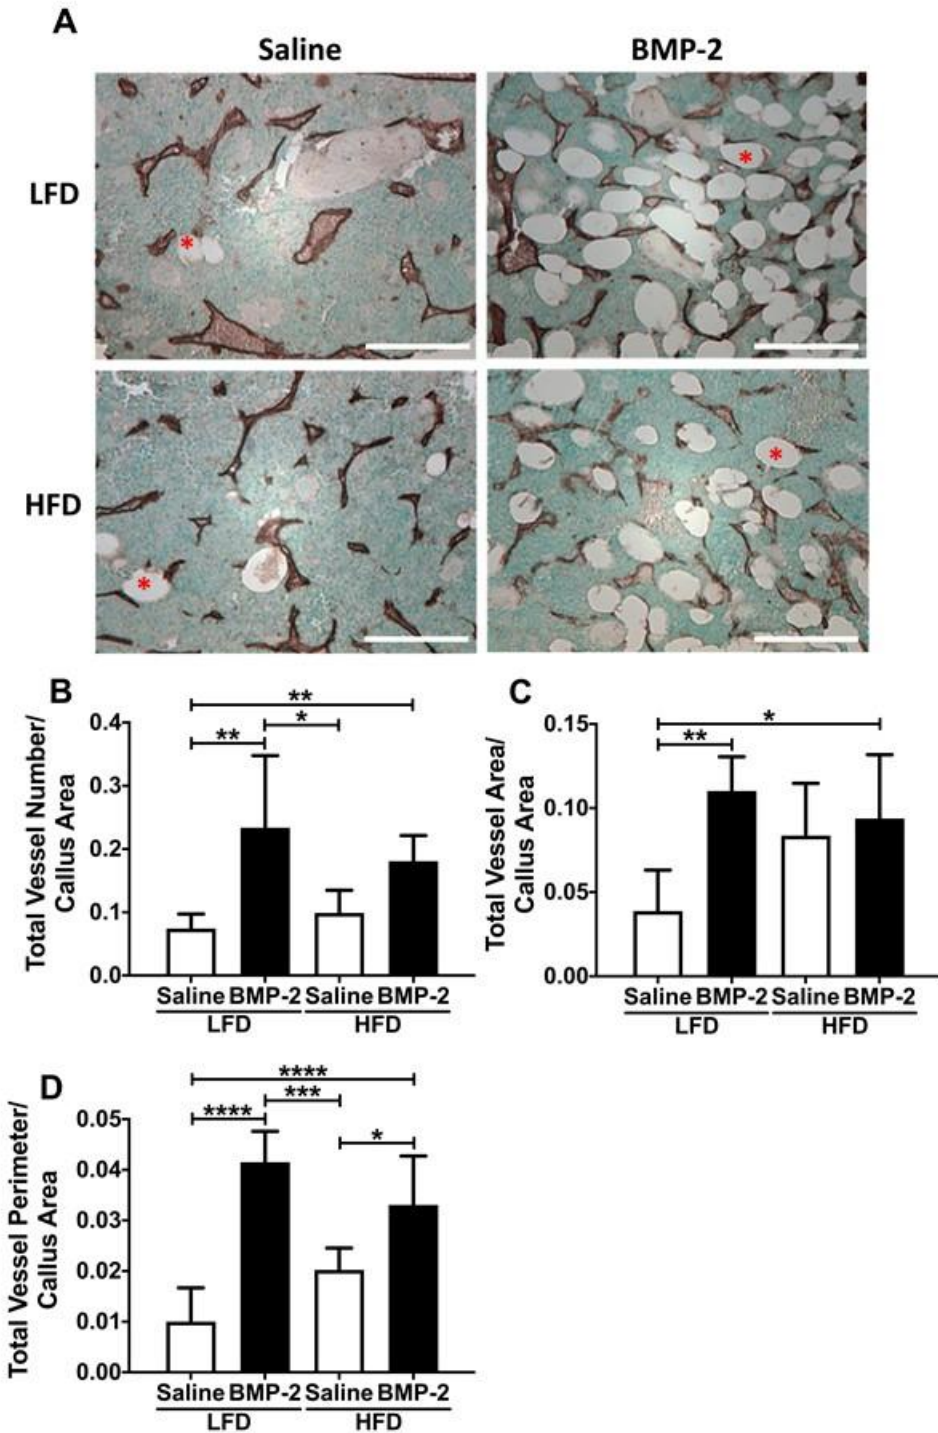 A
Saline BMP-2
LFD
*
*
HFD
*
*
B
**
*
**
Total Vessel Number/
Callus Area
0.4
0.3
0.2
0.1
0.0
Saline BMP-2 Saline BMP-2
LFD HFD
C
*
**
Total Vessel Area/
Callus Area
0.15
0.10
0.05
0.00
Saline BMP-2 Saline BMP-2
LFD HFD
D
****
***
****
*
Total Vessel Perimeter/
Callus Area
0.05
0.04
0.03
0.02
0.01
0.00
Saline BMP-2 Saline BMP-2
LFD HFD